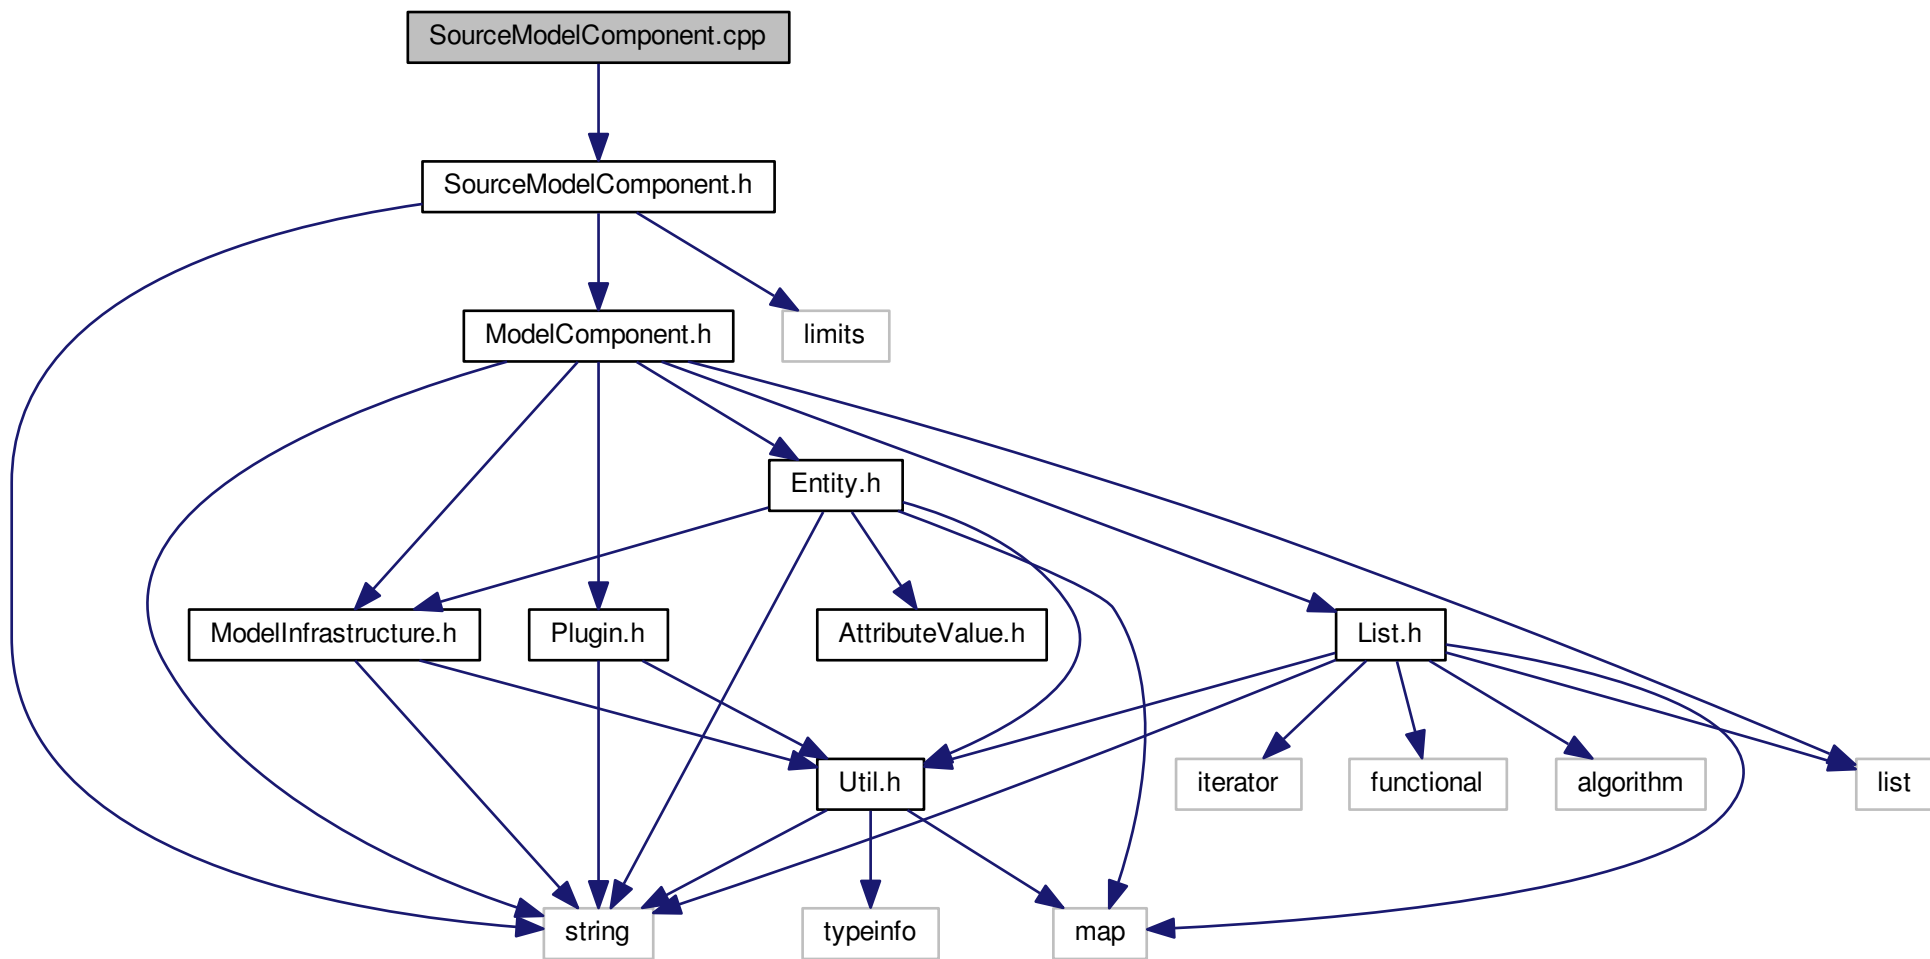 SourceModelComponent.cpp
SourceModelComponent.h
ModelComponent.h
limits
Entity.h
ModelInfrastructure.h
Plugin.h
AttributeValue.h
List.h
Util.h
iterator
functional
algorithm
list
string
typeinfo
map